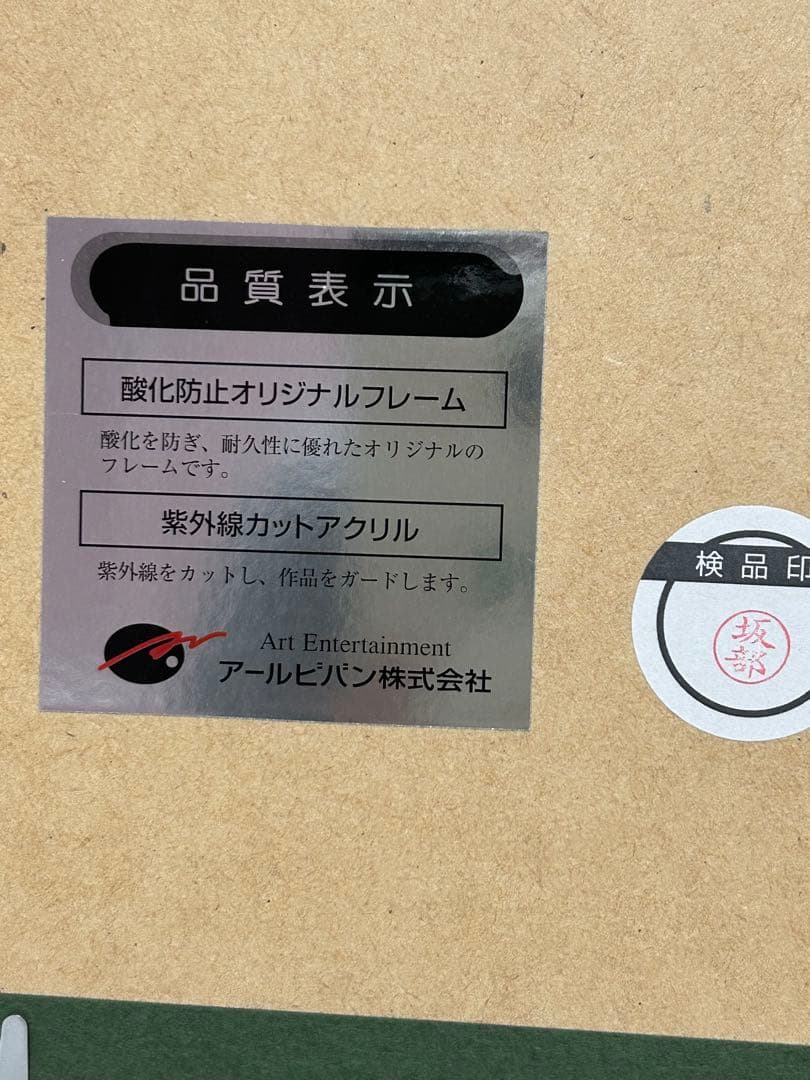 品質表示
酸化防止オリジナルフレーム
酸化を防ぎ、耐久性に優れたオリジナルの
フレームです。
紫外線カットアクリル
紫外線をカットし、作品をガードします。
Art Entertainment
アールビバン株式会社
検品印
坂部